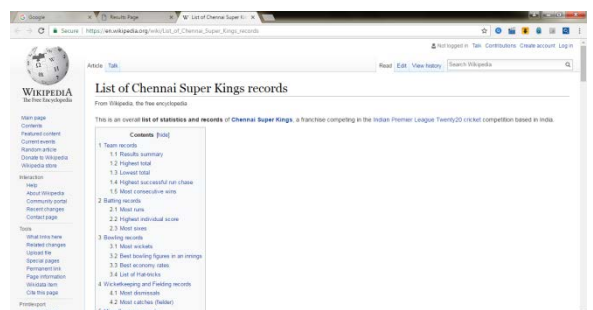 Google
Results Page
List of Chennai Super Ki
Secure
https://en.wikipedia.org/wiki/List_of_Chennai_Super_Kings_records
Not logged in Talk Contributions Create account Log in
Article Talk
Read Edit View history Search Wikipedia
WIKIPEDIA
The Free Encyclopedia
List of Chennai Super Kings records
From Wikipedia, the free encyclopedia
This is an overall list of statistics and records of Chennai Super Kings, a franchise competing in the Indian Premier League Twenty20 cricket competition based in India.
Main page
Contents
Featured content
Current events
Random article
Donate to Wikipedia
Wikipedia store
Interaction
Help
About Wikipedia
Community portal
Recent changes
Contact page
Tools
What links here
Related changes
Upload file
Special pages
Permanent link
Page information
Wikidata item
Cite this page
Print/export
Contents [hide]
1 Team records
1.1 Results summary
1.2 Highest total
1.3 Lowest total
1.4 Highest successful run chase
1.5 Most consecutive wins
2 Batting records
2.1 Most runs
2.2 Highest individual score
2.3 Most sixes
3 Bowling records
3.1 Most wickets
3.2 Best bowling figures in an innings
3.3 Best economy rates
3.4 List of Hat-tricks
4 Wicketkeeping and Fielding records
4.1 Most dismissals
4.2 Most catches (fielder)